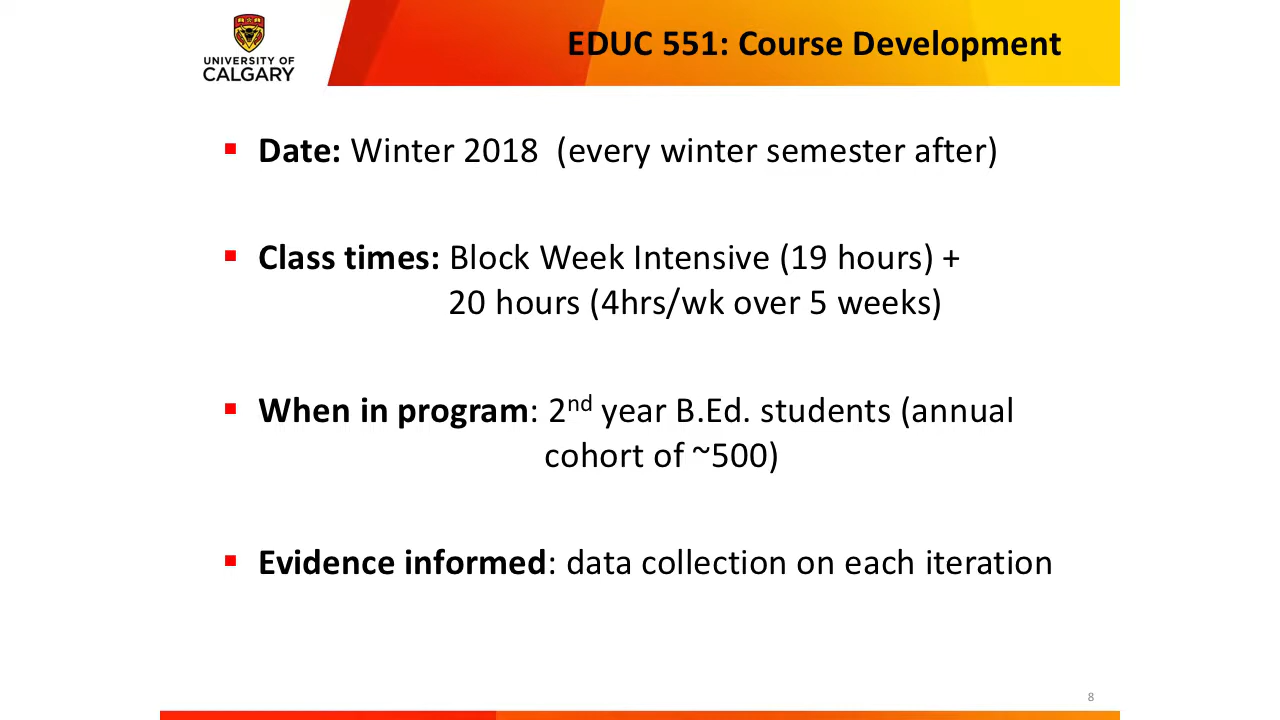 UNIVERSITY OF
CALGARY
EDUC 551: Course Development
▪ Date: Winter 2018 (every winter semester after)
▪ Class times: Block Week Intensive (19 hours) +
20 hours (4hrs/wk over 5 weeks)
▪ When in program: 2nd year B.Ed. students (annual
cohort of ~500)
▪ Evidence informed: data collection on each iteration
8